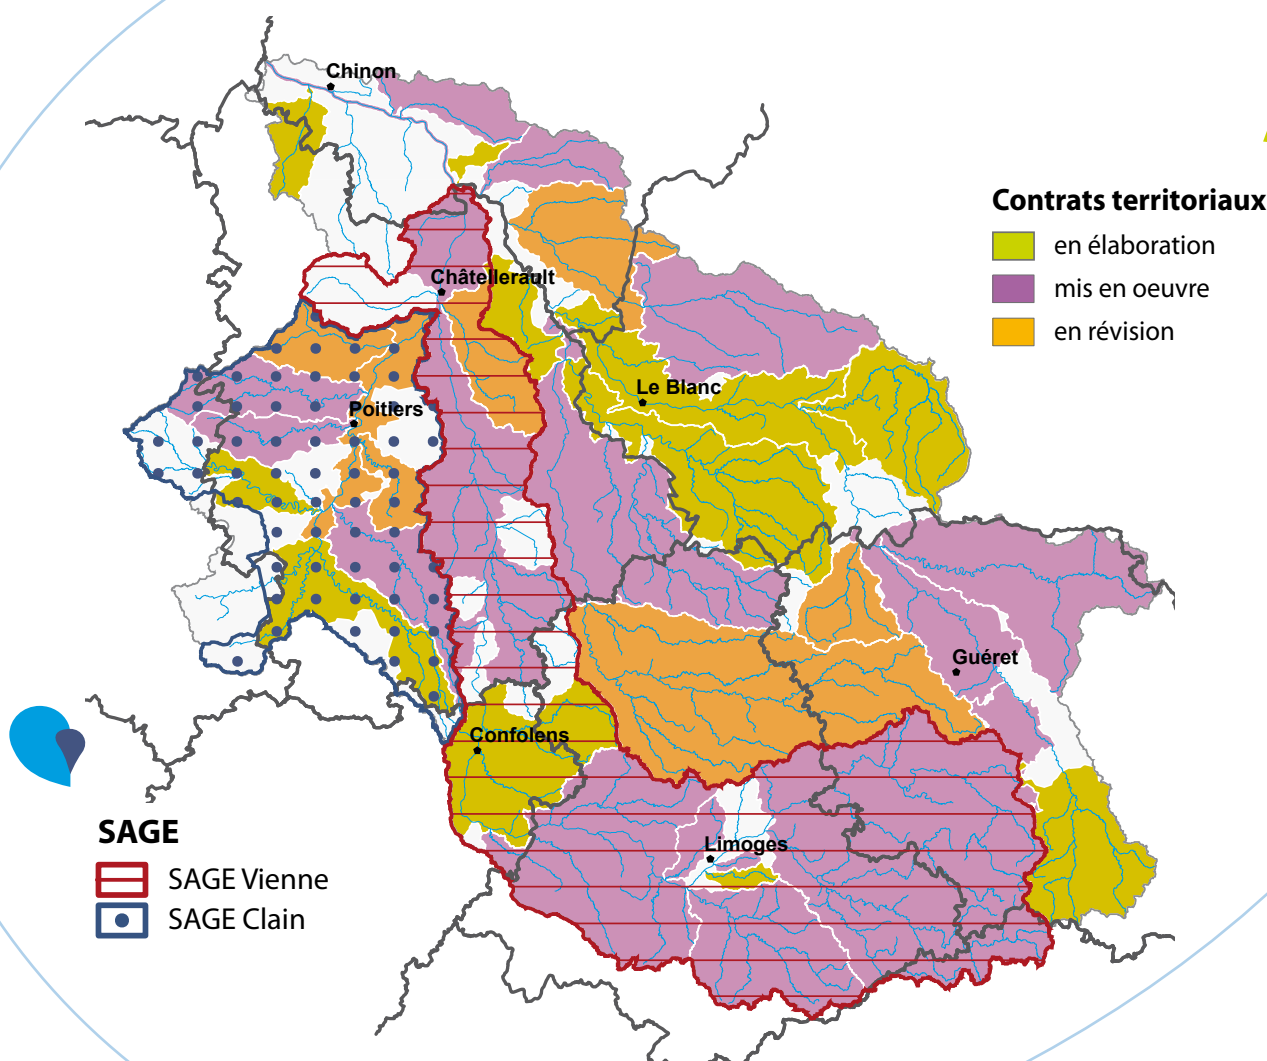 Chinon
Contrats territoriaux
en élaboration
mis en oeuvre
en révision
Châtellerault
Le Blanc
Poitiers
Guéret
Confolens
Limoges
SAGE
SAGE Vienne
SAGE Clain